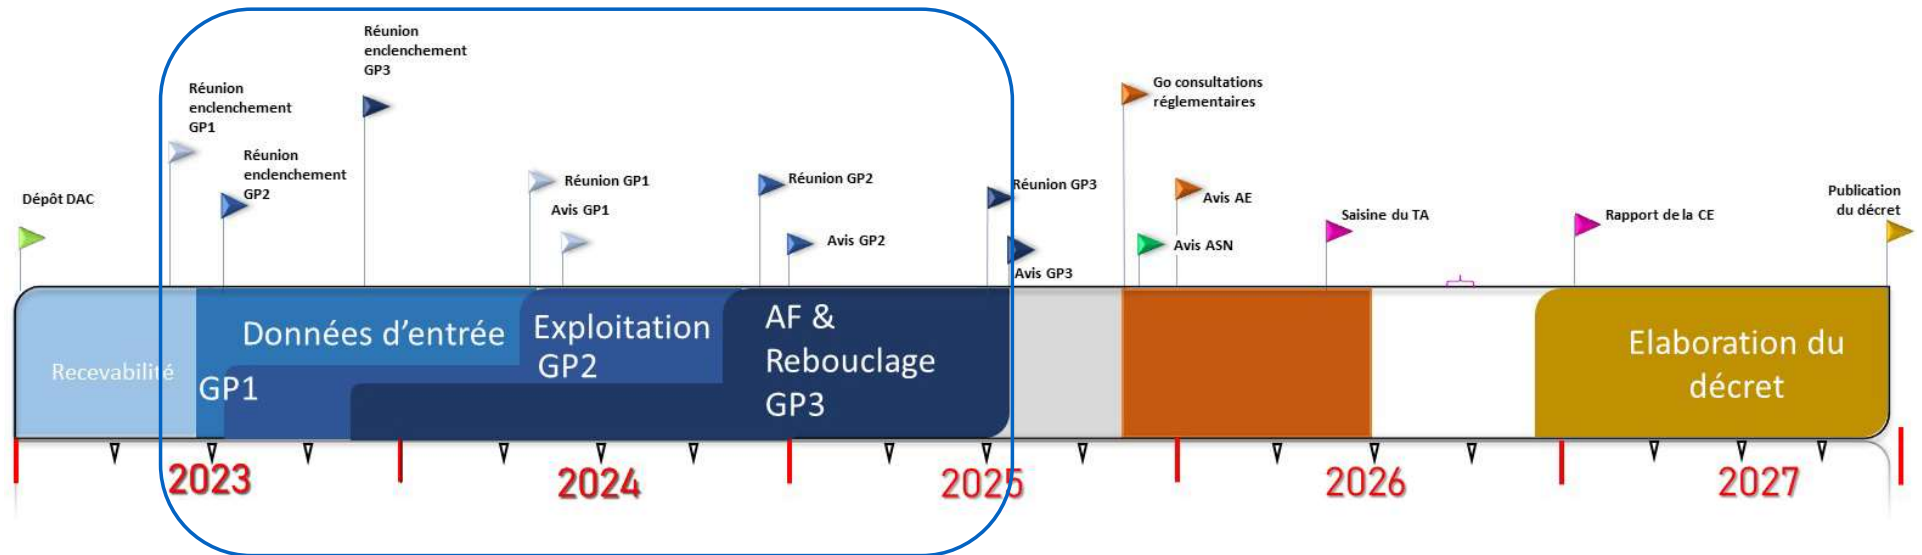 Dépôt DAC
Réunion
enclenchement
GP1
Réunion
enclenchement
GP2
Réunion
enclenchement
GP3
Réunion GP1
Avis GP1
Réunion GP2
Avis GP2
Réunion GP3
Avis GP3
Go consultations
réglementaires
Avis AE
Avis ASN
Saisine du TA
Rapport de la CE
Publication
du décret
Recevabilité
Données d’entrée
GP1
Exploitation
GP2
AF &
Rebouclage
GP3
Elaboration du
décret
2023
2024
2025
2026
2027